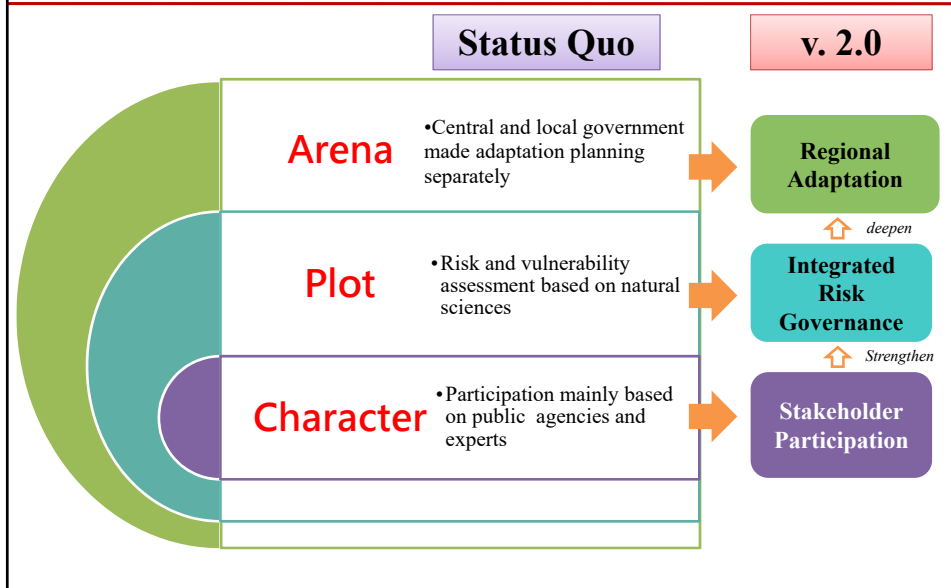 Status Quo
v. 2.0
Arena
•Central and local government
made adaptation planning
separately
Regional
Adaptation
deepen
Plot
•Risk and vulnerability
assessment based on natural
sciences
Integrated
Risk
Governance
Strengthen
Character
•Participation mainly based
on public agencies and
experts
Stakeholder
Participation